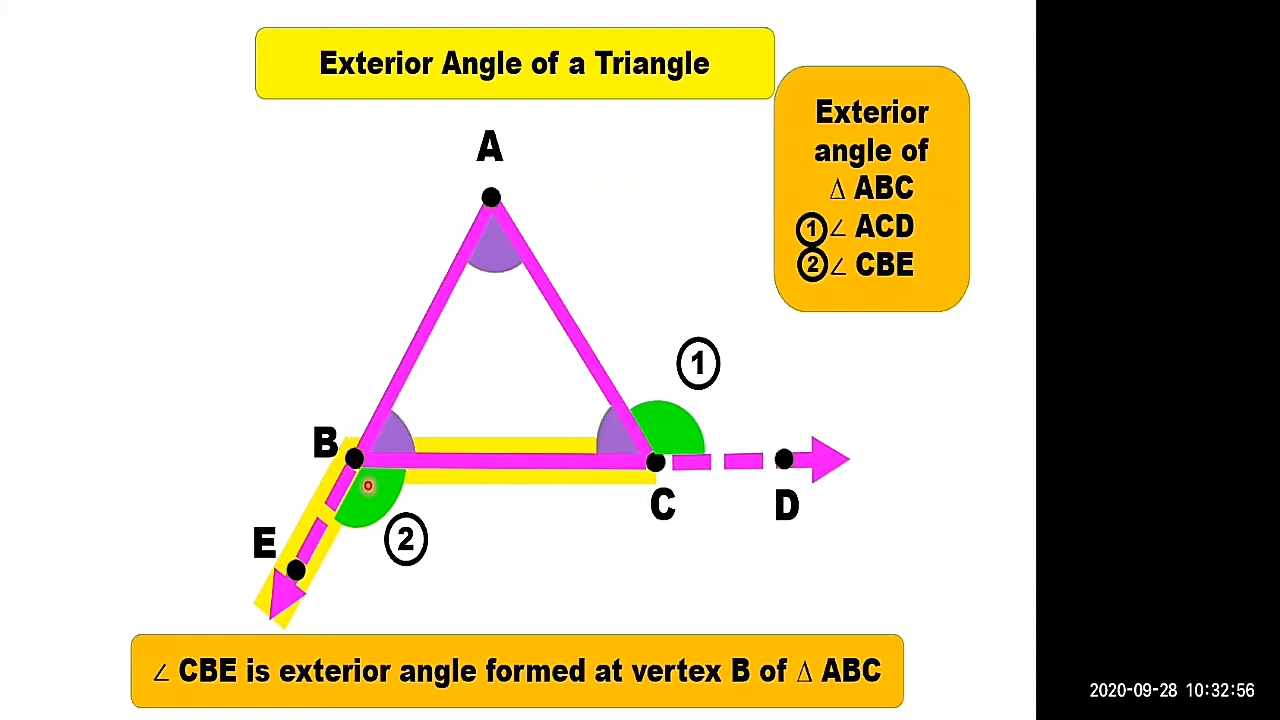 Exterior Angle of a Triangle
Exterior
angle of
Δ ABC
① ∠ ACD
② ∠ CBE
A
1
B
C
D
E
2
∠ CBE is exterior angle formed at vertex B of Δ ABC
2020-09-28 10:32:56